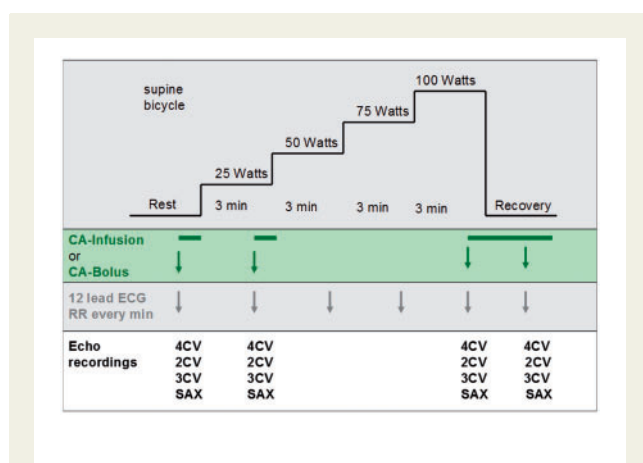 supine
bicycle
100 Watts
75 Watts
50 Watts
25 Watts
Rest
3 min
3 min
3 min
3 min
Recovery
CA-Infusion
or
CA-Bolus
12 lead ECG
RR every min
Echo recordings
4CV 4CV 4CV 4CV
2CV 2CV 2CV 2CV
3CV 3CV 3CV 3CV
SAX SAX SAX SAX